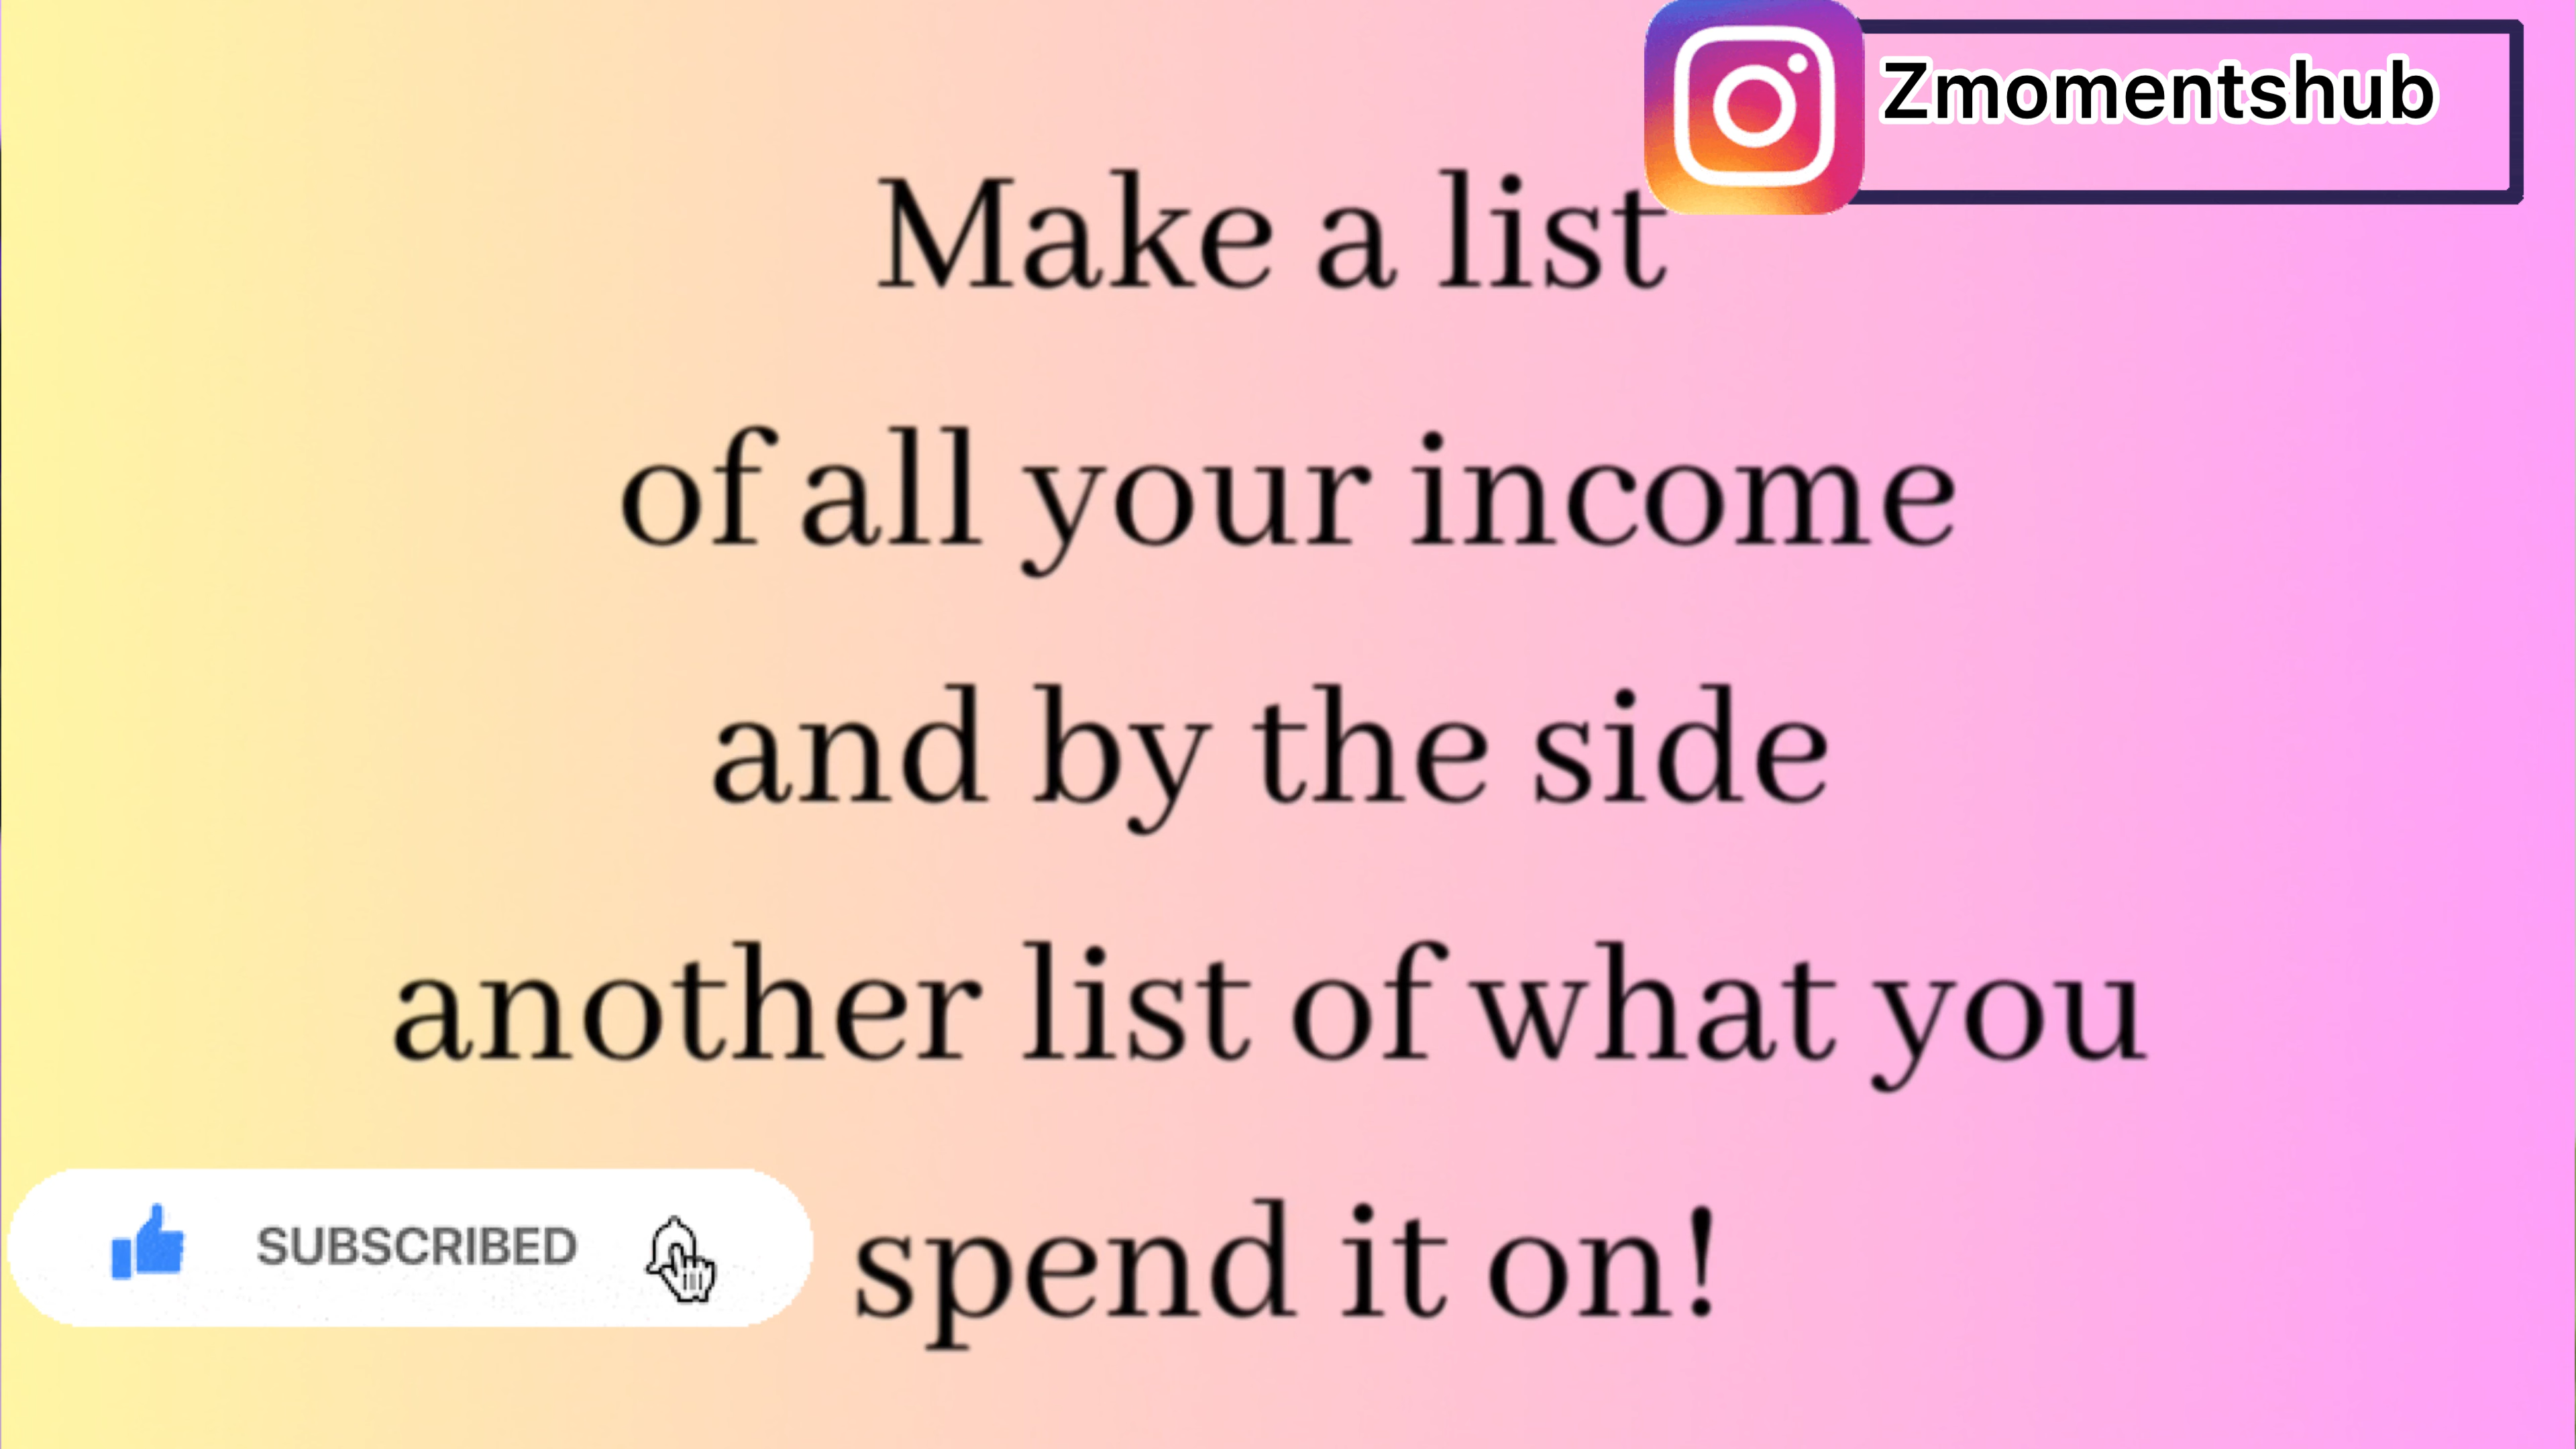 Zmomentshub
Make a list
of all your income
and by the side
another list of what you
spend it on!
SUBSCRIBED